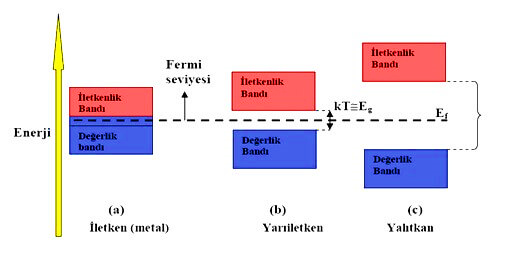 Enerji
İletkenlik
Bandı
Değerlik
bandı
Fermi
seviyesi
İletkenlik
Bandı
Değerlik
Bandı
kT≅Eg
İletkenlik
Bandı
Ef
Değerlik
Bandı
(a)
İletken (metal)
(b)
Yarıiletken
(c)
Yalıtkan